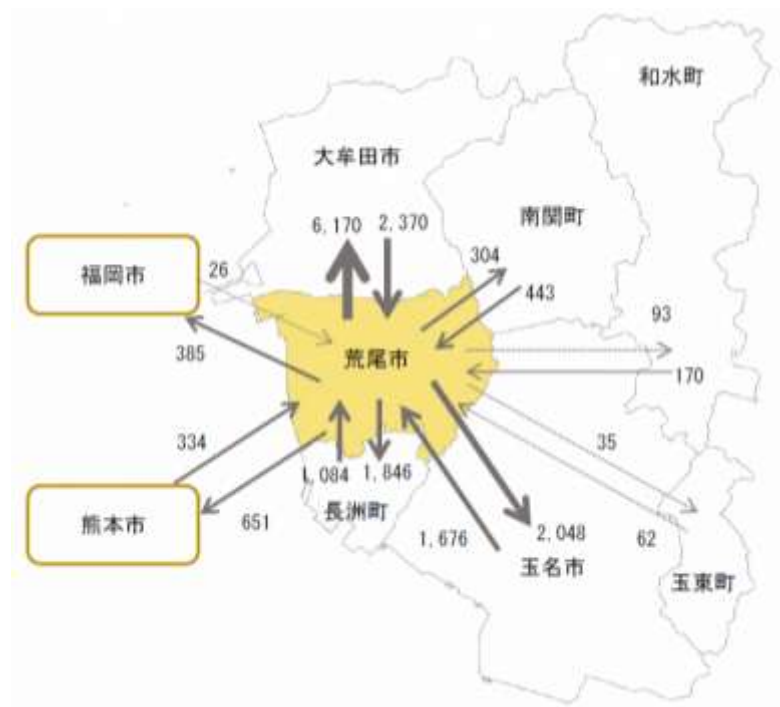 和水町
大牟田市
南関町
6,170
2,370
304
福岡市
26
443
93
385
荒尾市
170
334
35
1,084
1,846
熊本市
651
長洲町
1,676
2,048
62
玉名市
玉東町